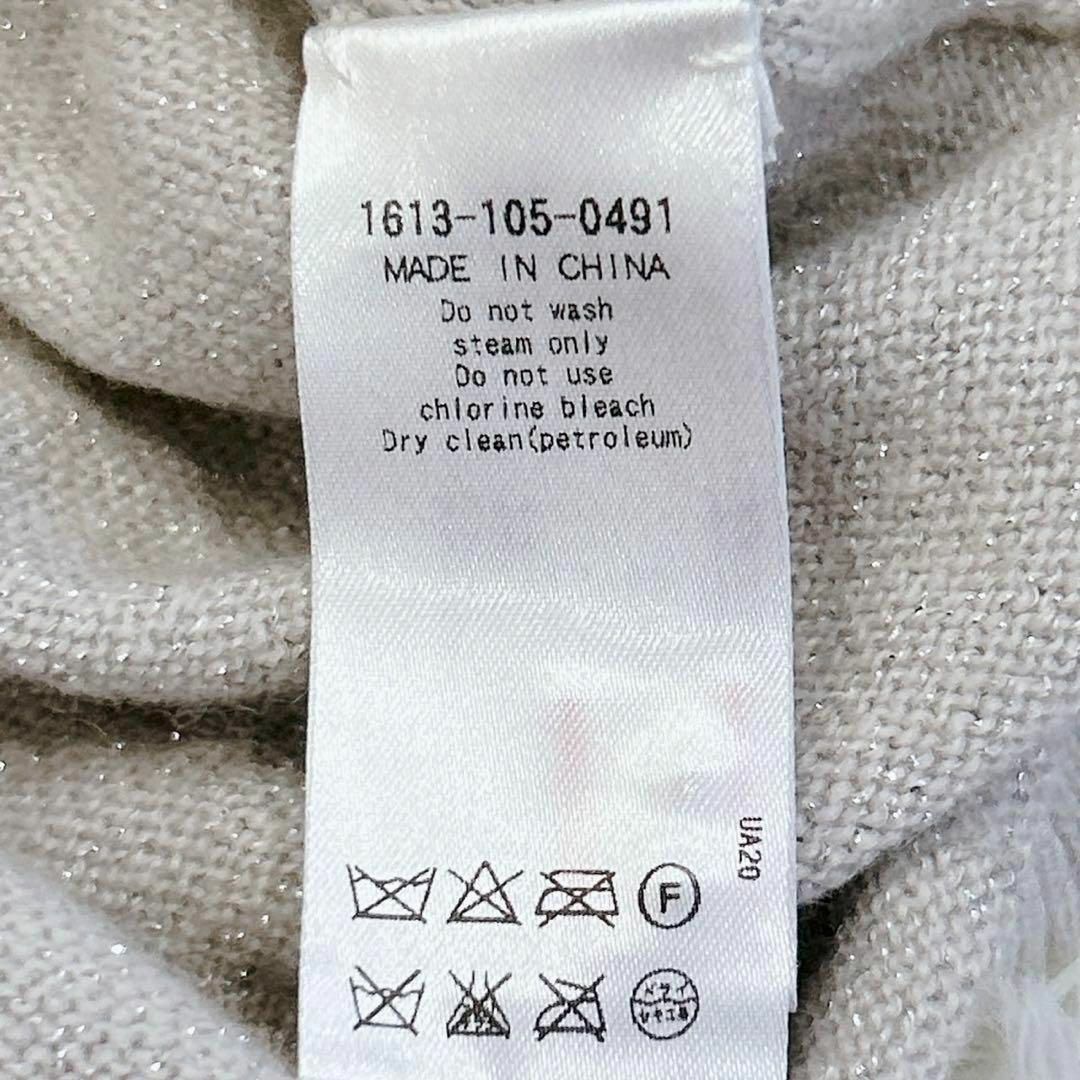 1613-105-0491
MADE IN CHINA
Do not wash
steam only
Do not use
chlorine bleach
Dry clean(petroleum)
UA20
F
ドライ
セキユ系